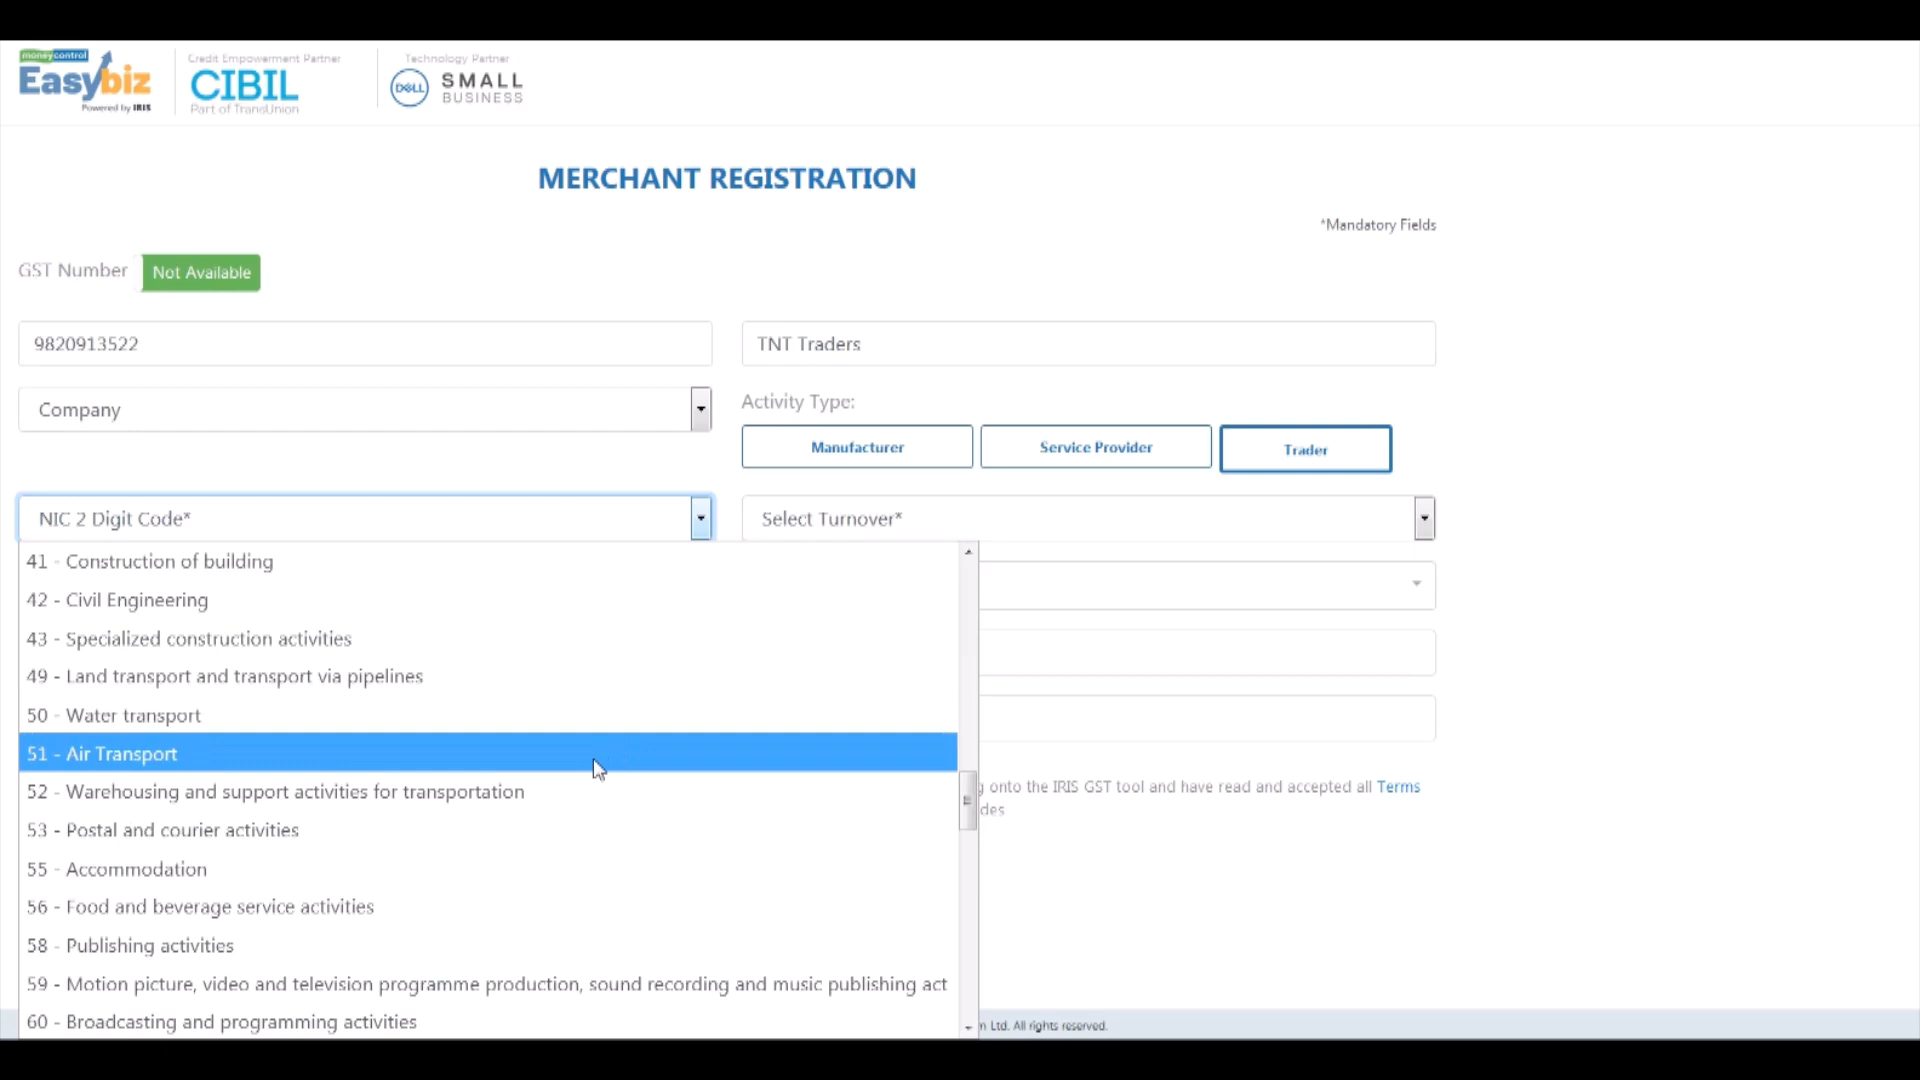 moneycontrol
Easybiz
Powered by IRIS
Credit Empowerment Partner
CIBIL
Part of TransUnion
Technology Partner
DELL
SMALL
BUSINESS
MERCHANT REGISTRATION
*Mandatory Fields
GST Number Not Available
9820913522 TNT Traders
Company
Activity Type:
Manufacturer Service Provider Trader
NIC 2 Digit Code* Select Turnover*
41 - Construction of building
42 - Civil Engineering
43 - Specialized construction activities
49 - Land transport and transport via pipelines
50 - Water transport
51 - Air Transport
52 - Warehousing and support activities for transportation
53 - Postal and courier activities
55 - Accommodation
56 - Food and beverage service activities
58 - Publishing activities
59 - Motion picture, video and television programme production, sound recording and music publishing act
60 - Broadcasting and programming activities
onto the IRIS GST tool and have read and accepted all Terms
des
Ltd. All rights reserved.